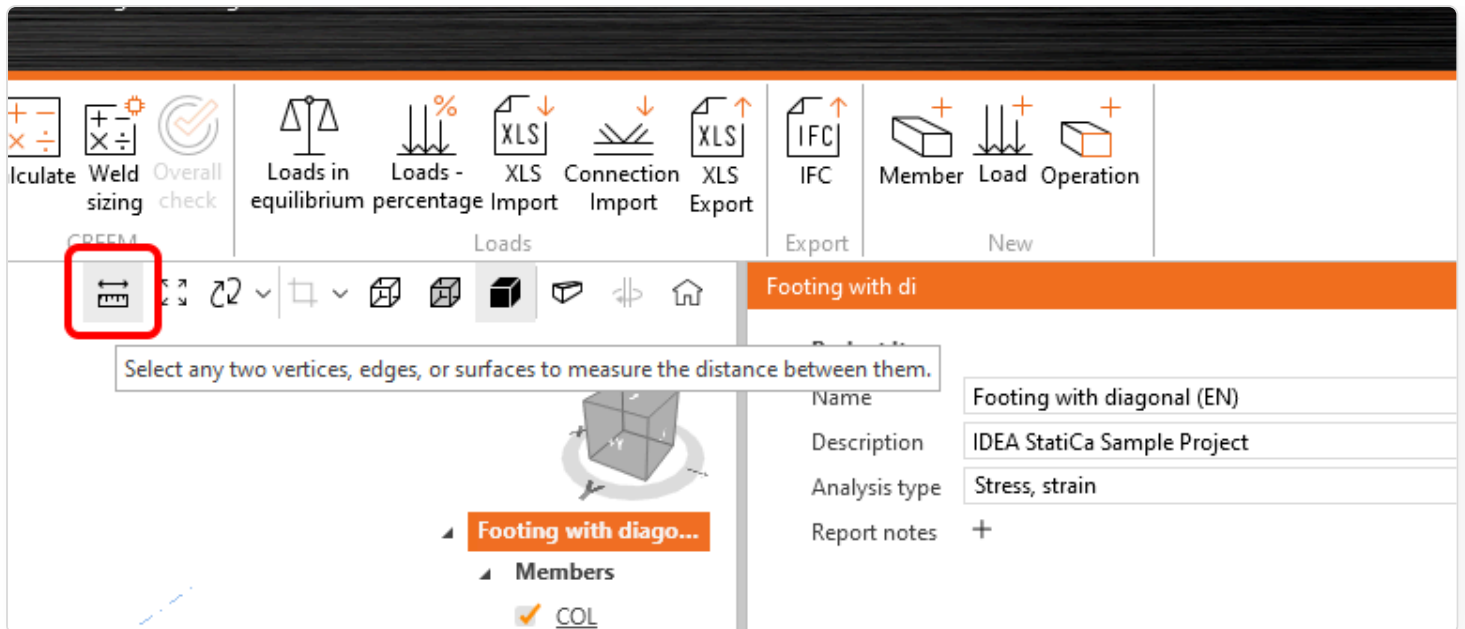 lculate
Weld sizing
Overall check
Loads in equilibrium
%
Loads - percentage
XLS
XLS Import
Connection Import
XLS
XLS Export
IFC
IFC
Member
Load
Operation
CBFEM
Loads
Export
New
Footing with di
Select any two vertices, edges, or surfaces to measure the distance between them.
Name
Footing with diagonal (EN)
Description
IDEA StatiCa Sample Project
Analysis type
Stress, strain
Report notes
Footing with diago...
Members
COL